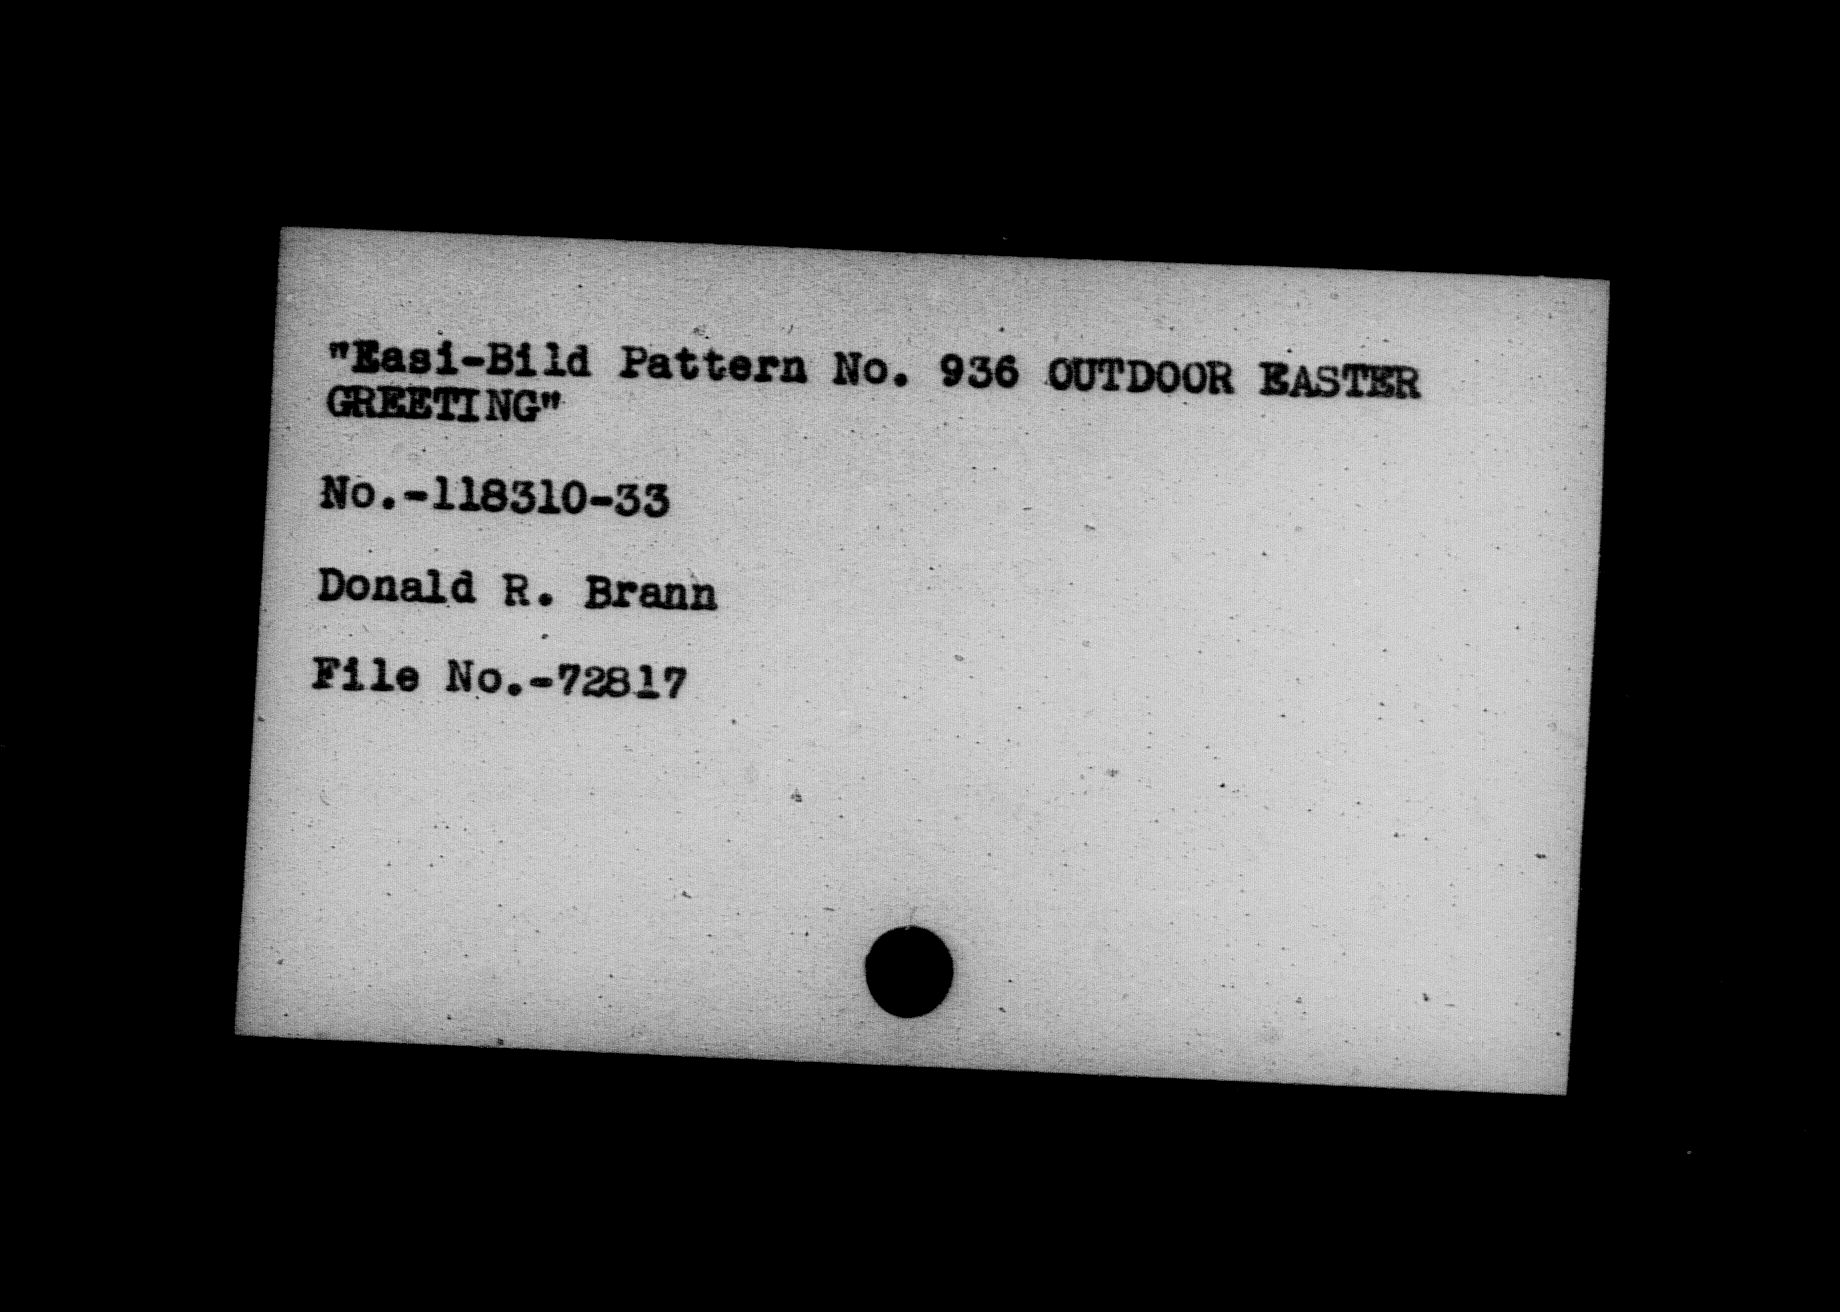 "Easi-Bild Pattern No. 936 OUTDOOR EASTER
GREETING"
No.-118310-33
Donald R. Brann
File No.-72817